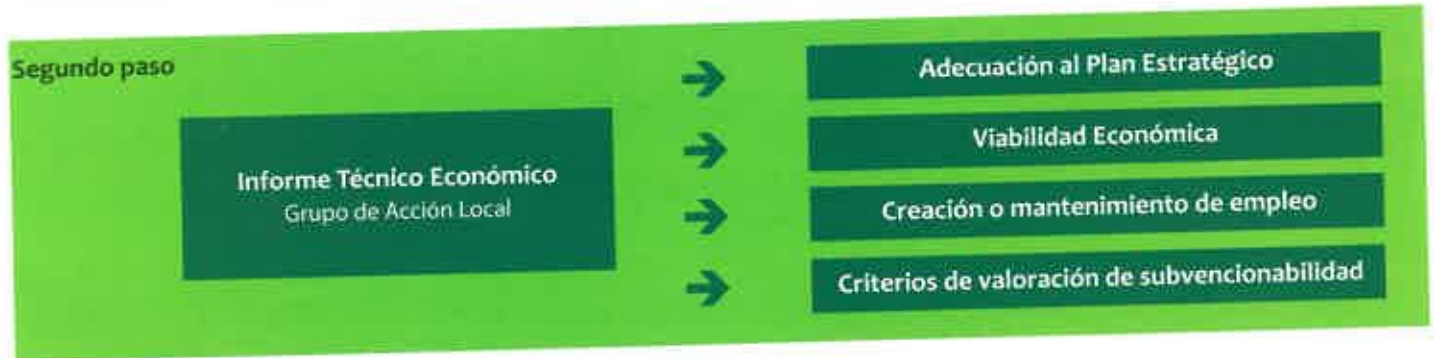 Segundo paso
Informe Técnico Económico
Grupo de Acción Local
Adecuación al Plan Estratégico
Viabilidad Económica
Creación o mantenimiento de empleo
Criterios de valoración de subvencionabilidad